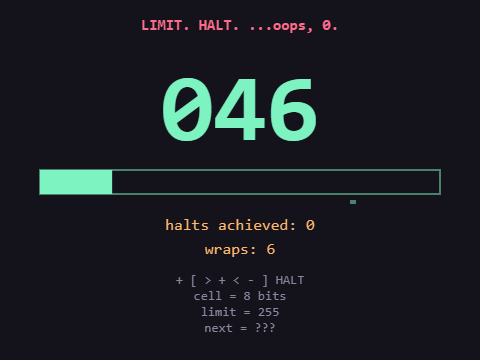 LIMIT. HALT. ...oops, 0.
046
halts achieved: 0
wraps: 6
+ [ > + < - ] HALT
cell = 8 bits
limit = 255
next = ???